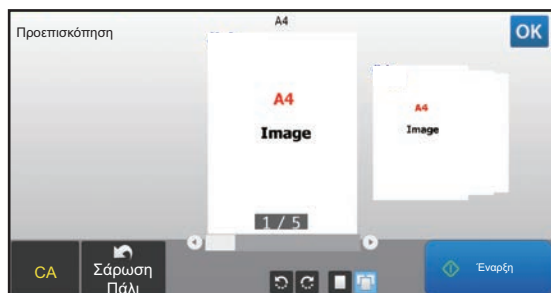 A4
Προεπισκόπηση
OK
A4
Image
A4
Image
1 / 5
CA
Σάρωση
Πάλι
Έναρξη